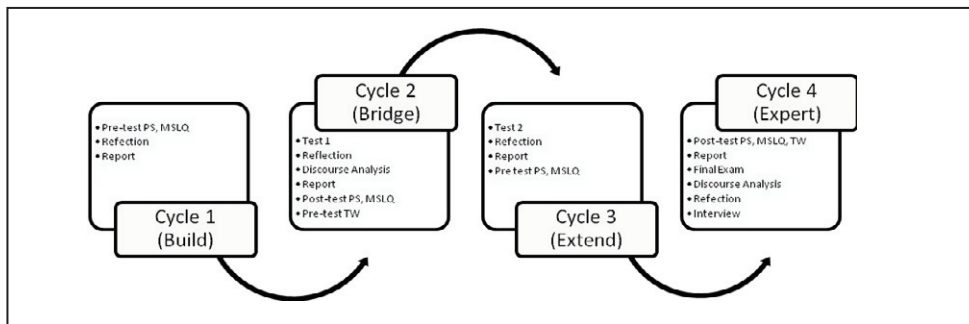 • Pre-test PS, MSLQ
• Refection
• Report
Cycle 1
(Build)
Cycle 2
(Bridge)
• Test 1
• Reflection
• Discourse Analysis
• Report
• Post-test PS, MSLQ
• Pre-test TW
• Test 2
• Refection
• Report
• Pre test PS, MSLQ
Cycle 3
(Extend)
Cycle 4
(Expert)
• Post-test PS, MSLQ, TW
• Report
• Final Exam
• Discourse Analysis
• Refection
• Interview